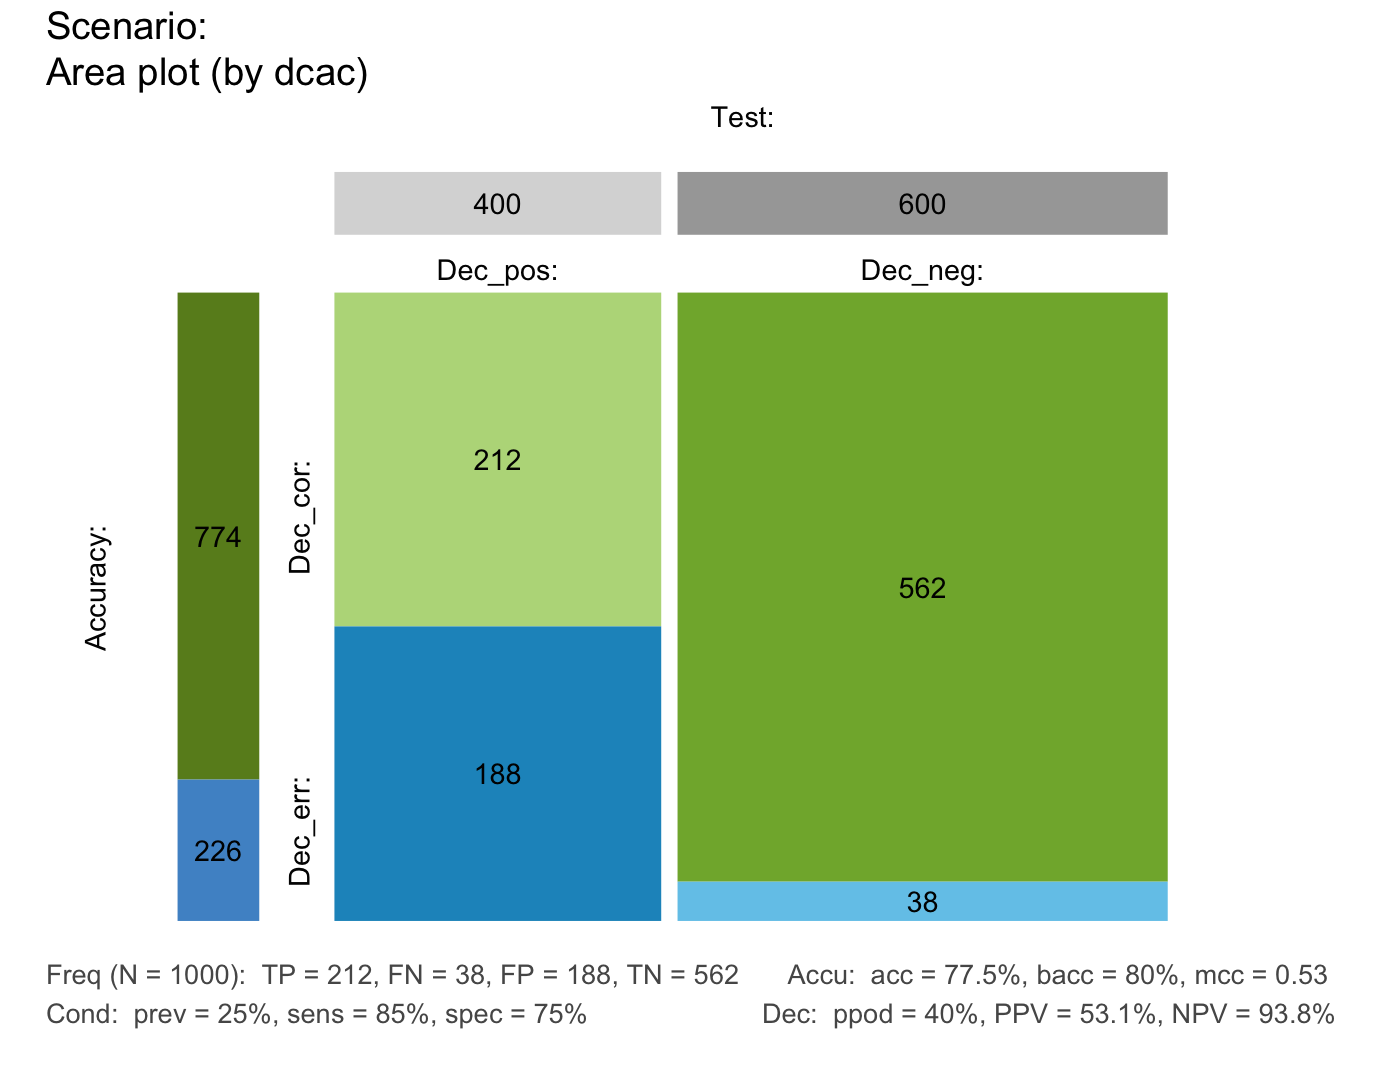 Scenario:
Area plot (by dcac)
Test:
400
600
Dec_pos:
Dec_neg:
Accuracy:
774
226
Dec_cor:
Dec_err:
212
562
188
38
Freq (N = 1000):  TP = 212, FN = 38, FP = 188, TN = 562
Accu:  acc = 77.5%, bacc = 80%, mcc = 0.53
Cond:  prev = 25%, sens = 85%, spec = 75%
Dec:  ppod = 40%, PPV = 53.1%, NPV = 93.8%